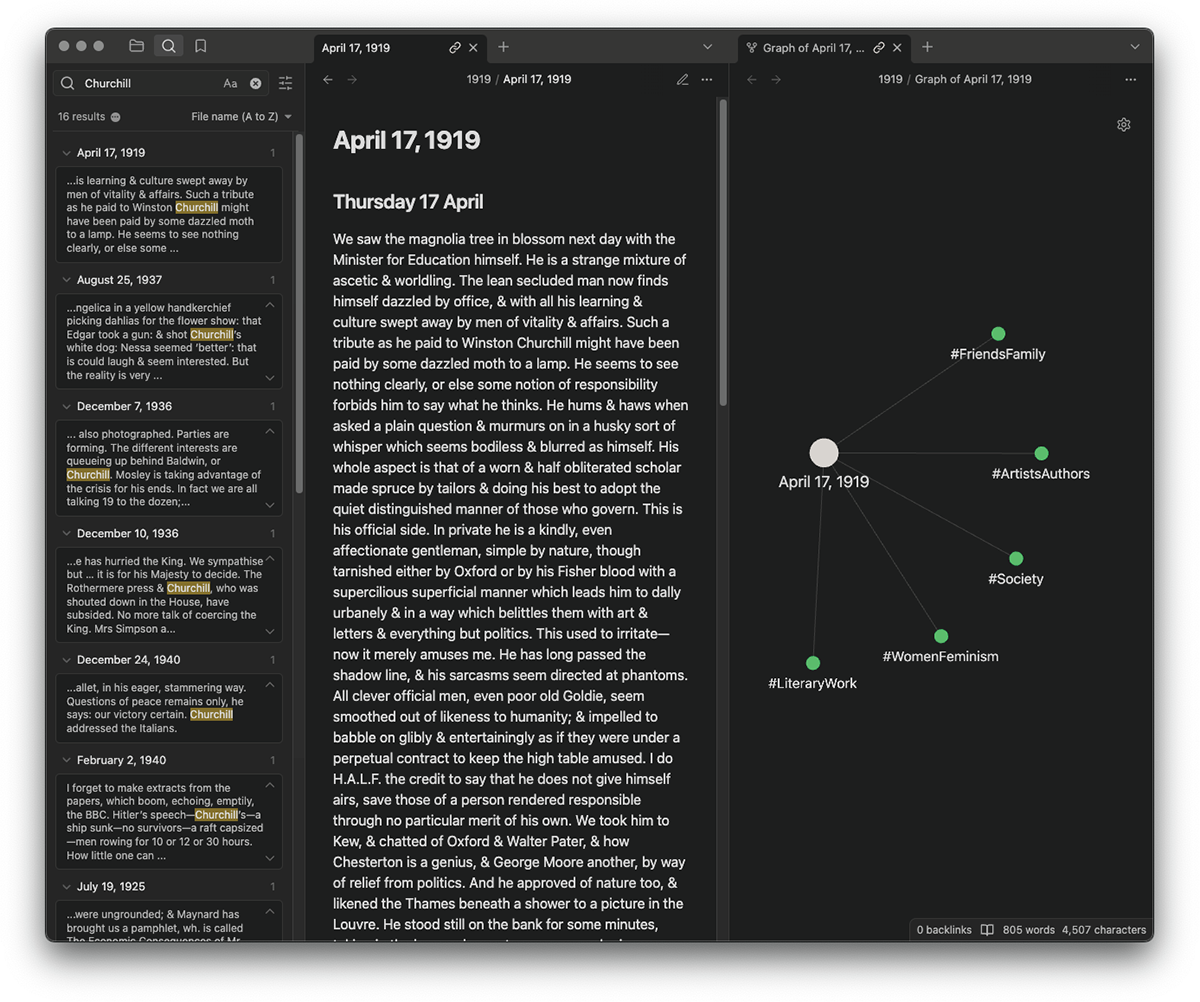 April 17, 1919
Graph of April 17, ...
Churchill
Aa
1919 / April 17, 1919
1919 / Graph of April 17, 1919
16 results
File name (A to Z)
April 17, 1919 1
...is learning & culture swept away by
men of vitality & affairs. Such a tribute
as he paid to Winston Churchill might
have been paid by some dazzled moth
to a lamp. He seems to see nothing
clearly, or else some ...
August 25, 1937 1
...ngelica in a yellow handkerchief
picking dahlias for the flower show: that
Edgar took a gun: & shot Churchill's
white dog: Nessa seemed 'better': that
is could laugh & seem interested. But
the reality is very ...
December 7, 1936 1
... also photographed. Parties are
forming. The different interests are
queueing up behind Baldwin, or
Churchill. Mosley is taking advantage of
the crisis for his ends. In fact we are all
talking 19 to the dozen;...
December 10, 1936 1
...e has hurried the King. We sympathise
but ... it is for his Majesty to decide. The
Rothermere press & Churchill, who was
shouted down in the House, have
subsided. No more talk of coercing the
King. Mrs Simpson a...
December 24, 1940 1
...allet, in his eager, stammering way.
Questions of peace remains only, he
says: our victory certain. Churchill
addressed the Italians.
February 2, 1940 1
I forget to make extracts from the
papers, which boom, echoing, emptily,
the BBC. Hitler's speech—Churchill's—a
ship sunk—no survivors—a raft capsized
—men rowing for 10 or 12 or 30 hours.
How little one can ...
July 19, 1925 1
...were ungrounded; & Maynard has
brought us a pamphlet, wh. is called
The Economic Consequences of Mr
April 17, 1919
Thursday 17 April
We saw the magnolia tree in blossom next day with the
Minister for Education himself. He is a strange mixture of
ascetic & worldling. The lean secluded man now finds
himself dazzled by office, & with all his learning &
culture swept away by men of vitality & affairs. Such a
tribute as he paid to Winston Churchill might have been
paid by some dazzled moth to a lamp. He seems to see
nothing clearly, or else some notion of responsibility
forbids him to say what he thinks. He hums & haws when
asked a plain question & murmurs on in a husky sort of
whisper which seems bodiless & blurred as himself. His
whole aspect is that of a worn & half obliterated scholar
made spruce by tailors & doing his best to adopt the
quiet distinguished manner of those who govern. This is
his official side. In private he is a kindly, even
affectionate gentleman, simple by nature, though
tarnished either by Oxford or by his Fisher blood with a
supercilious superficial manner which leads him to dally
urbanely & in a way which belittles them with art &
letters & everything but politics. This used to irritate—
now it merely amuses me. He has long passed the
shadow line, & his sarcasms seem directed at phantoms.
All clever official men, even poor old Goldie, seem
smoothed out of likeness to humanity; & impelled to
babble on glibly & entertainingly as if they were under a
perpetual contract to keep the high table amused. I do
H.A.L.F. the credit to say that he does not give himself
airs, save those of a person rendered responsible
through no particular merit of his own. We took him to
Kew, & chatted of Oxford & Walter Pater, & how
Chesterton is a genius, & George Moore another, by way
of relief from politics. And he approved of nature too, &
likened the Thames beneath a shower to a picture in the
Louvre. He stood still on the bank for some minutes,
#FriendsFamily
#ArtistsAuthors
April 17, 1919
#Society
#WomenFeminism
#LiteraryWork
0 backlinks 805 words 4,507 characters